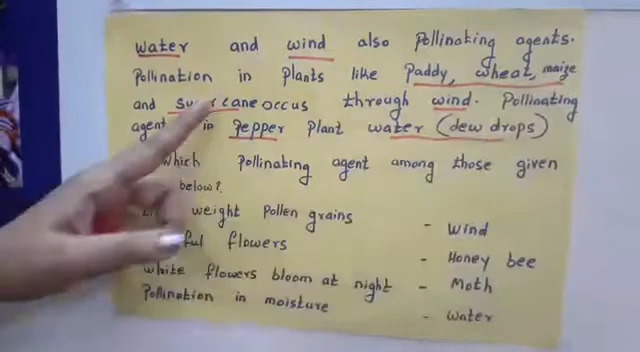 Water and wind also pollinating agents.
Pollination in plants like Paddy, wheat, maize
and occus through wind. Pollinating
in Pepper plant water (dew drops)
which pollinating agent among those given
below?
weight pollen grains - Wind
flowers - Honey bee
White flowers bloom at night - Moth
Pollination in moisture - Water